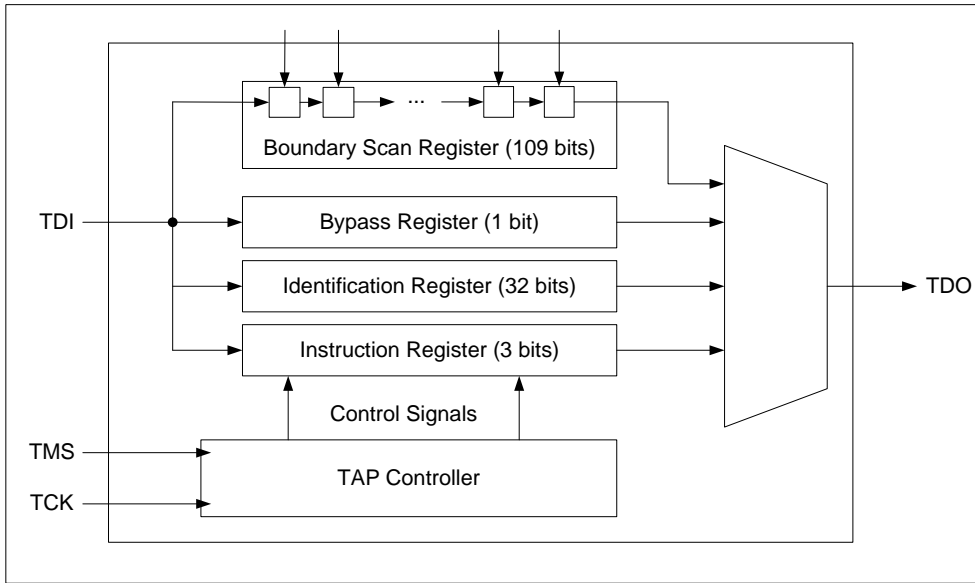 ...
Boundary Scan Register (109 bits)
TDI
Bypass Register (1 bit)
Identification Register (32 bits)
TDO
Instruction Register (3 bits)
Control Signals
TMS
TAP Controller
TCK